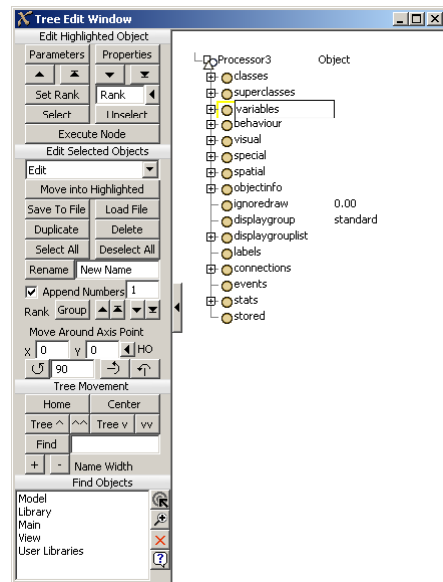 Tree Edit Window
Edit Highlighted Object
Parameters Properties
Set Rank Rank
Select Unselect
Execute Node
Edit Selected Objects
Edit
Move into Highlighted
Save To File Load File
Duplicate Delete
Select All Deselect All
Rename New Name
Append Numbers 1
Rank Group
Move Around Axis Point
X 0 Y 0 HO
90
Tree Movement
Home Center
Tree ^ ^^ Tree v vv
Find
+ - Name Width
Find Objects
Model
Library
Main
View
User Libraries
Processor3 Object
classes
superclasses
variables
behaviour
visual
special
spatial
objectinfo
ignoredraw 0.00
displaygroup standard
displaygrouplist
labels
connections
events
stats
stored